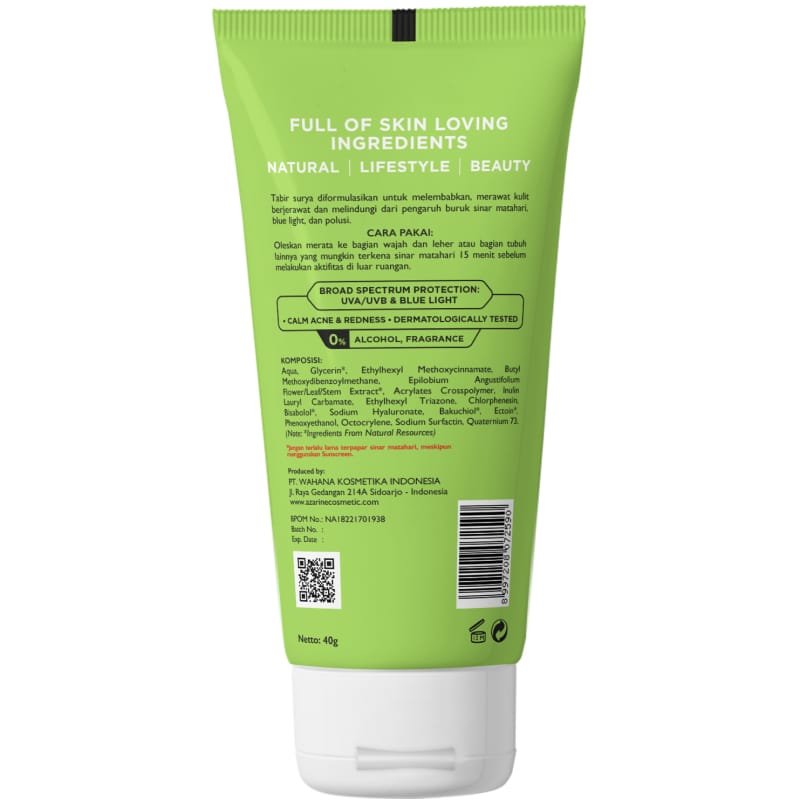 FULL OF SKIN LOVING
INGREDIENTS
NATURAL | LIFESTYLE | BEAUTY
Tabir surya diformulasikan untuk melembabkan, merawat kulit
berjerawat dan melindungi dari pengaruh buruk sinar matahari,
blue light, dan polusi.
CARA PAKAI:
Oleskan merata ke bagian wajah dan leher atau bagian tubuh
lainnya yang mungkin terkena sinar matahari 15 menit sebelum
melakukan aktifitas di luar ruangan.
BROAD SPECTRUM PROTECTION:
UVA/UVB & BLUE LIGHT
• CALM ACNE & REDNESS • DERMATOLOGICALLY TESTED
0% ALCOHOL, FRAGRANCE
KOMPOSISI:
Aqua, Glycerin*, Ethylhexyl Methoxycinnamate, Butyl
Methoxydibenzoylmethane, Epilobium Angustifolium
Flower/Leaf/Stem Extract*, Acrylates Crosspolymer, Inulin
Lauryl Carbamate, Ethylhexyl Triazone, Chlorphenesin,
Bisabolol*, Sodium Hyaluronate, Bakuchiol*, Ectoin*,
Phenoxyethanol, Octocrylene, Sodium Surfactin, Quaternium 73.
(Note: *Ingredients From Natural Resources)
*Jangan terlalu lama terpapar sinar matahari, meskipun
menggunakan Sunscreen.
Produced by:
PT. WAHANA KOSMETIKA INDONESIA
Jl. Raya Gedangan 214A Sidoarjo - Indonesia
www.azarinecosmetic.com
BPOM No.: NA18221701938
Batch No. :
Exp. Date :
8 997208 072590
12 M
Netto: 40g